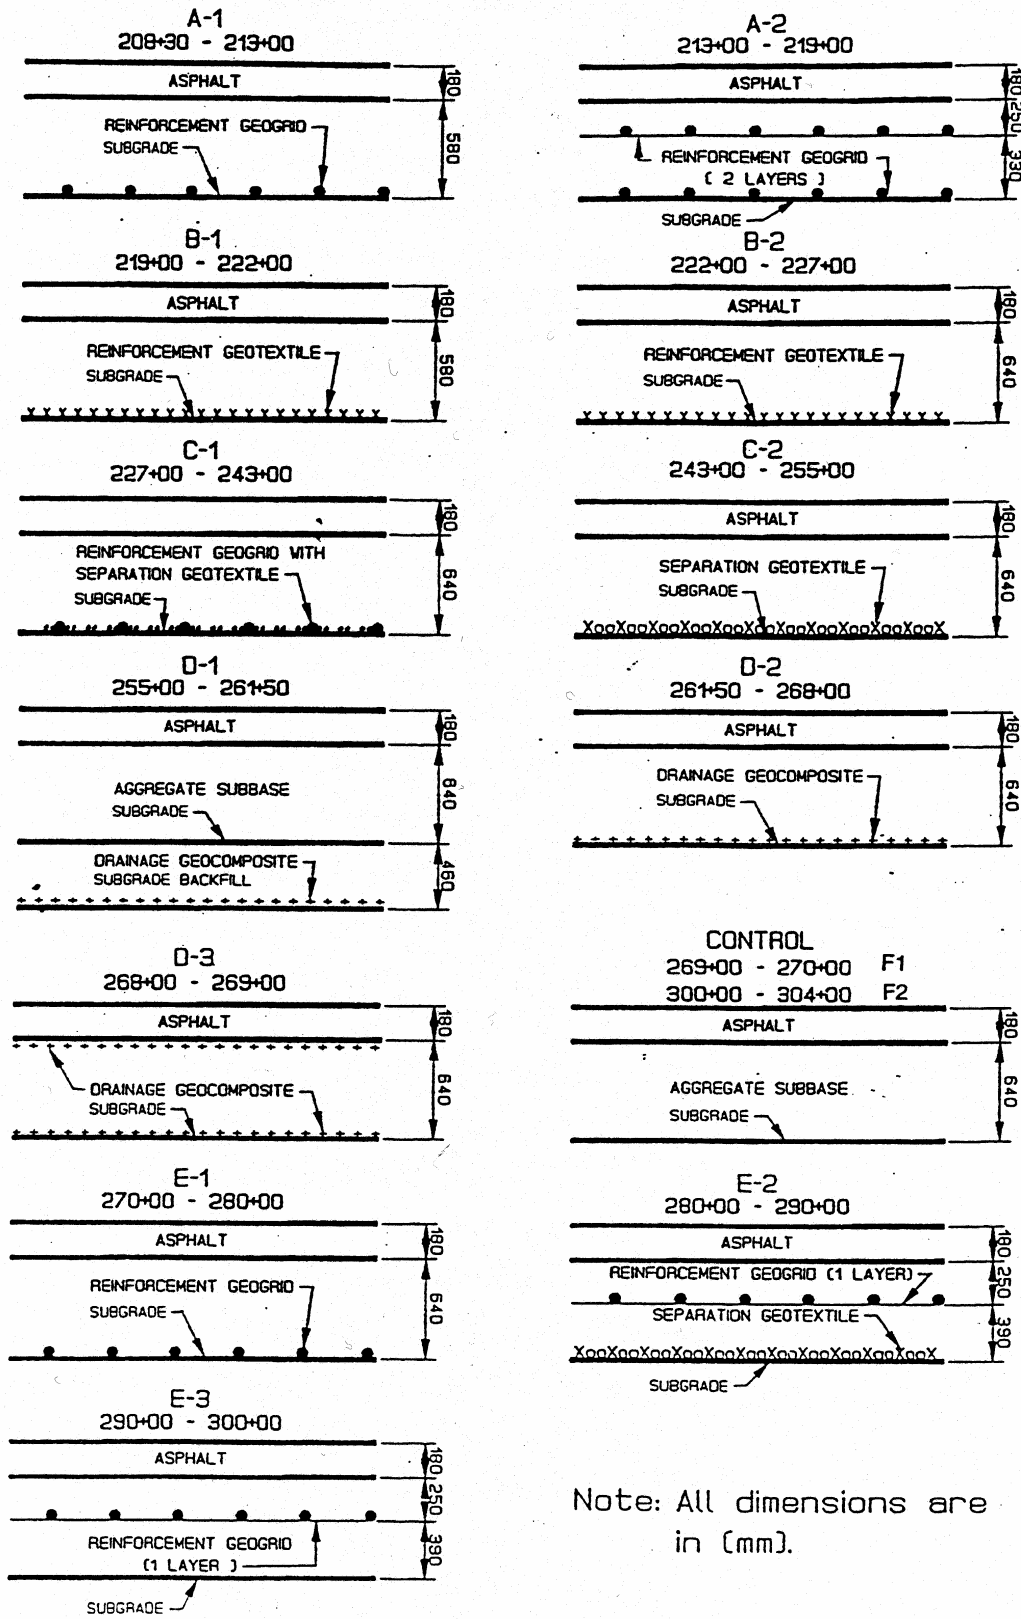 A-1
208+30 - 213+00
ASPHALT
180
REINFORCEMENT GEOGRID
SUBGRADE
580
A-2
213+00 - 219+00
ASPHALT
180
250
REINFORCEMENT GEOGRID
( 2 LAYERS )
330
SUBGRADE
B-1
219+00 - 222+00
ASPHALT
180
REINFORCEMENT GEOTEXTILE
SUBGRADE
580
B-2
222+00 - 227+00
ASPHALT
180
REINFORCEMENT GEOTEXTILE
SUBGRADE
640
C-1
227+00 - 243+00
180
REINFORCEMENT GEOGRID WITH
SEPARATION GEOTEXTILE
SUBGRADE
640
C-2
243+00 - 255+00
ASPHALT
180
SEPARATION GEOTEXTILE
SUBGRADE
640
D-1
255+00 - 261+50
ASPHALT
180
AGGREGATE SUBBASE
SUBGRADE
640
DRAINAGE GEOCOMPOSITE
SUBGRADE BACKFILL
460
D-2
261+50 - 268+00
ASPHALT
180
DRAINAGE GEOCOMPOSITE
SUBGRADE
640
D-3
268+00 - 269+00
ASPHALT
180
DRAINAGE GEOCOMPOSITE
SUBGRADE
640
CONTROL
269+00 - 270+00 F1
300+00 - 304+00 F2
ASPHALT
180
AGGREGATE SUBBASE
SUBGRADE
640
E-1
270+00 - 280+00
ASPHALT
180
REINFORCEMENT GEOGRID
SUBGRADE
640
E-2
280+00 - 290+00
ASPHALT
180
REINFORCEMENT GEOGRID (1 LAYER)
250
SEPARATION GEOTEXTILE
390
SUBGRADE
E-3
290+00 - 300+00
ASPHALT
180
250
REINFORCEMENT GEOGRID
(1 LAYER )
390
SUBGRADE
Note: All dimensions are
in (mm).